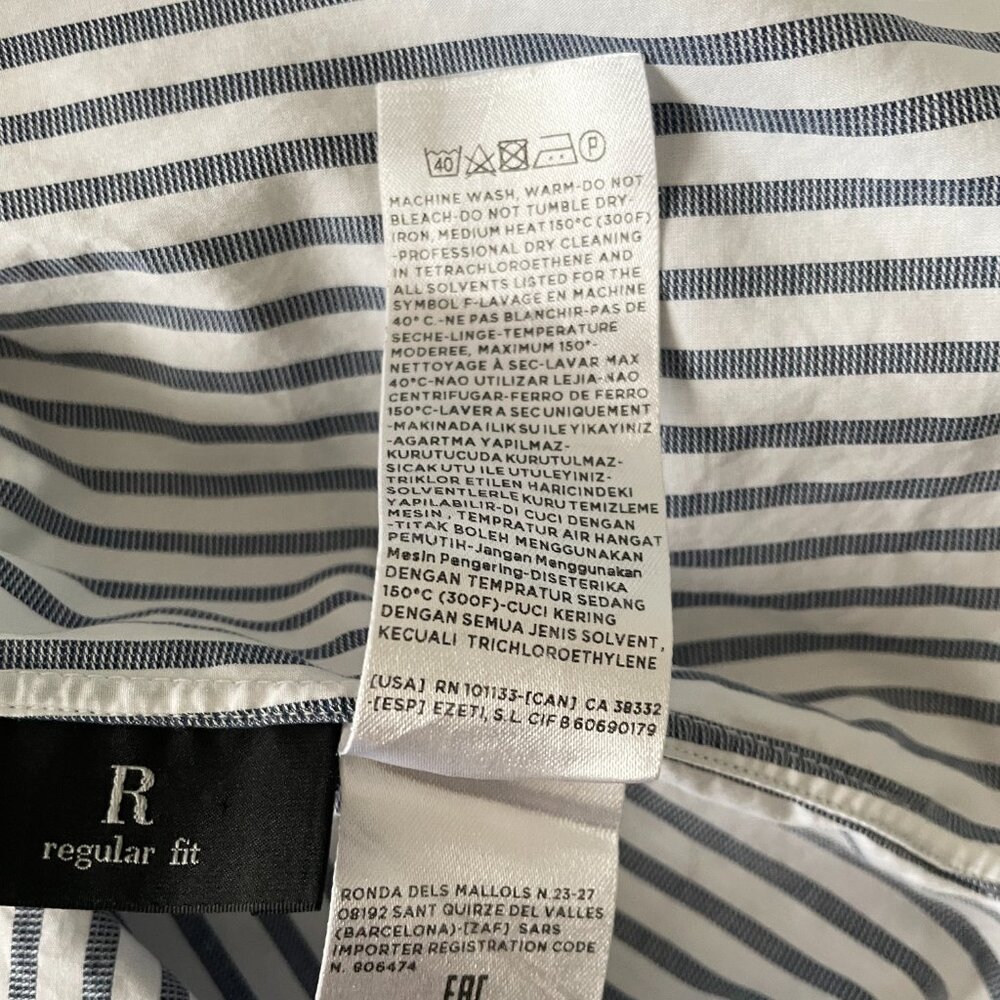 40 P
MACHINE WASH, WARM-DO NOT
BLEACH-DO NOT TUMBLE DRY-
IRON, MEDIUM HEAT 150°C (300F)
-PROFESSIONAL DRY CLEANING
IN TETRACHLOROETHENE AND
ALL SOLVENTS LISTED FOR THE
SYMBOL F-LAVAGE EN MACHINE
40° C.-NE PAS BLANCHIR-PAS DE
SECHE-LINGE-TEMPERATURE
MODEREE, MAXIMUM 150°-
NETTOYAGE À SEC-LAVAR MAX
40°C-NAO UTILIZAR LEJIA-NAO
CENTRIFUGAR-FERRO DE FERRO
150°C-LAVER A SEC UNIQUEMENT
-MAKINADA ILIK SU ILE YIKAYINIZ
-AGARTMA YAPILMAZ-
KURUTUCUDA KURUTULMAZ-
SICAK UTU ILE UTULEYINIZ-
TRIKLOR ETILEN HARICINDEKI
SOLVENTLERLE KURU TEMIZLEME
YAPILABILIR-DI CUCI DENGAN
MESIN , TEMPRATUR AIR HANGAT
-TITAK BOLEH MENGGUNAKAN
PEMUTIH-Jangan Menggunakan
Mesin Pengering-DISETERIKA
DENGAN TEMPRATUR SEDANG
150°C (300F)-CUCI KERING
DENGAN SEMUA JENIS SOLVENT,
KECUALI TRICHLOROETHYLENE
[USA] RN 101133-[CAN] CA 38332
-[ESP] EZETI, S.L. CIF B 60690179
R
regular fit
RONDA DELS MALLOLS N. 23-27
08192 SANT QUIRZE DEL VALLES
(BARCELONA)-[ZAF] SARS
IMPORTER REGISTRATION CODE
N. 806474
EAC